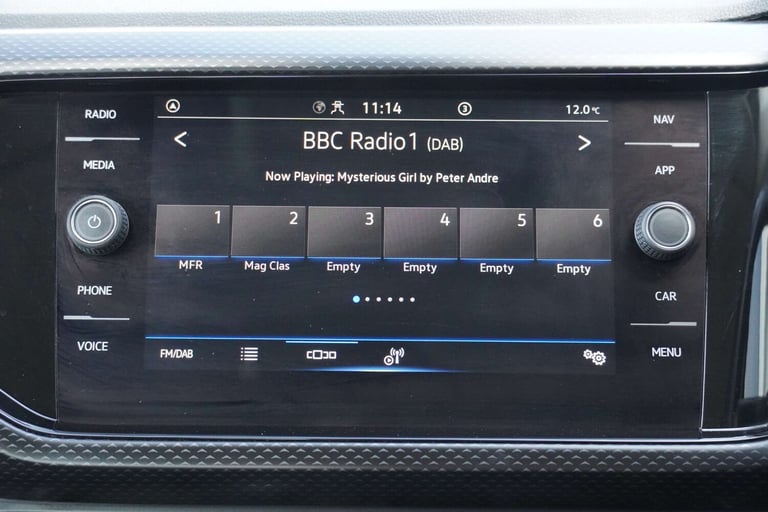 RADIO
MEDIA
PHONE
VOICE
11:14
3
12.0°C
< BBC Radio1 (DAB) >
Now Playing: Mysterious Girl by Peter Andre
1 2 3 4 5 6
MFR Mag Clas Empty Empty Empty Empty
FM/DAB
NAV
APP
CAR
MENU